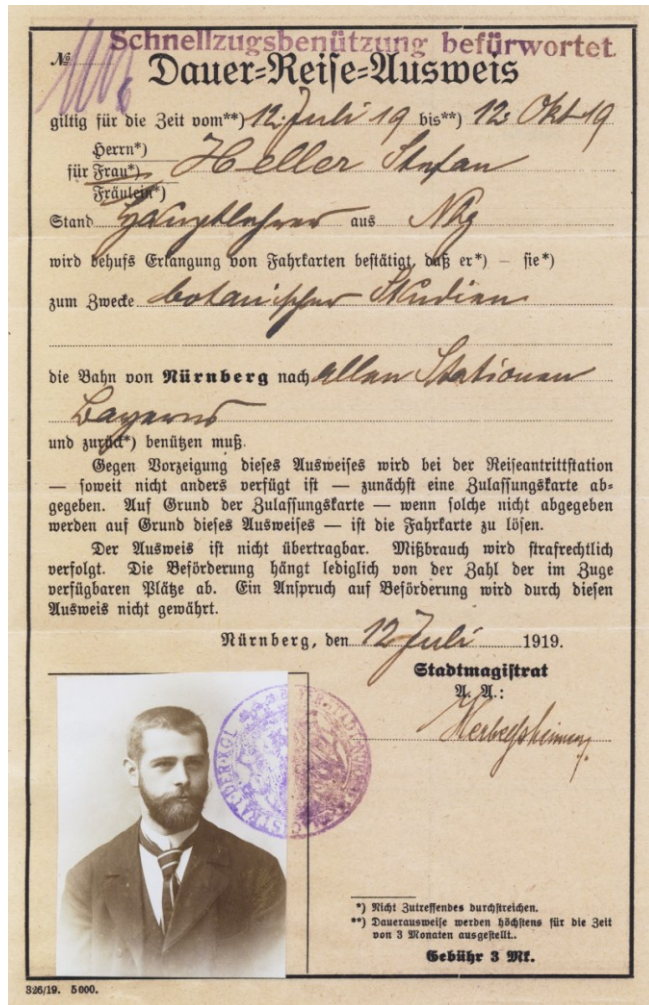 Schnellzugsbenützung befürwortet
№
Dauer=Reise=Ausweis
giltig für die Zeit vom**) 12. Juli 19 bis**) 12. Okt 19
Herrn*)
für Frau*) Heller Stefan
Fräulein*)
Stand Hauptlehrer aus Nbg
wird behufs Erlangung von Fahrkarten bestätigt, daß er*) — sie*)
zum Zwecke botanischer Studien
die Bahn von Nürnberg nach allen Stationen
Bayerns
und zurück*) benützen muß.
Gegen Vorzeigung dieses Ausweises wird bei der Reiseantrittstation
— soweit nicht anders verfügt ist — zunächst eine Zulassungskarte ab-
gegeben. Auf Grund der Zulassungskarte — wenn solche nicht abgegeben
werden auf Grund dieses Ausweises — ist die Fahrkarte zu lösen.
Der Ausweis ist nicht übertragbar. Mißbrauch wird strafrechtlich
verfolgt. Die Beförderung hängt lediglich von der Zahl der im Zuge
verfügbaren Plätze ab. Ein Anspruch auf Beförderung wird durch diesen
Ausweis nicht gewährt.
Nürnberg, den 12 Juli 1919.
Stadtmagistrat
A. A.:
*) Nicht Zutreffendes durchstreichen.
**) Dauerausweise werden höchstens für die Zeit
von 3 Monaten ausgestellt..
Gebühr 3 Mk.
326/19. 5000.